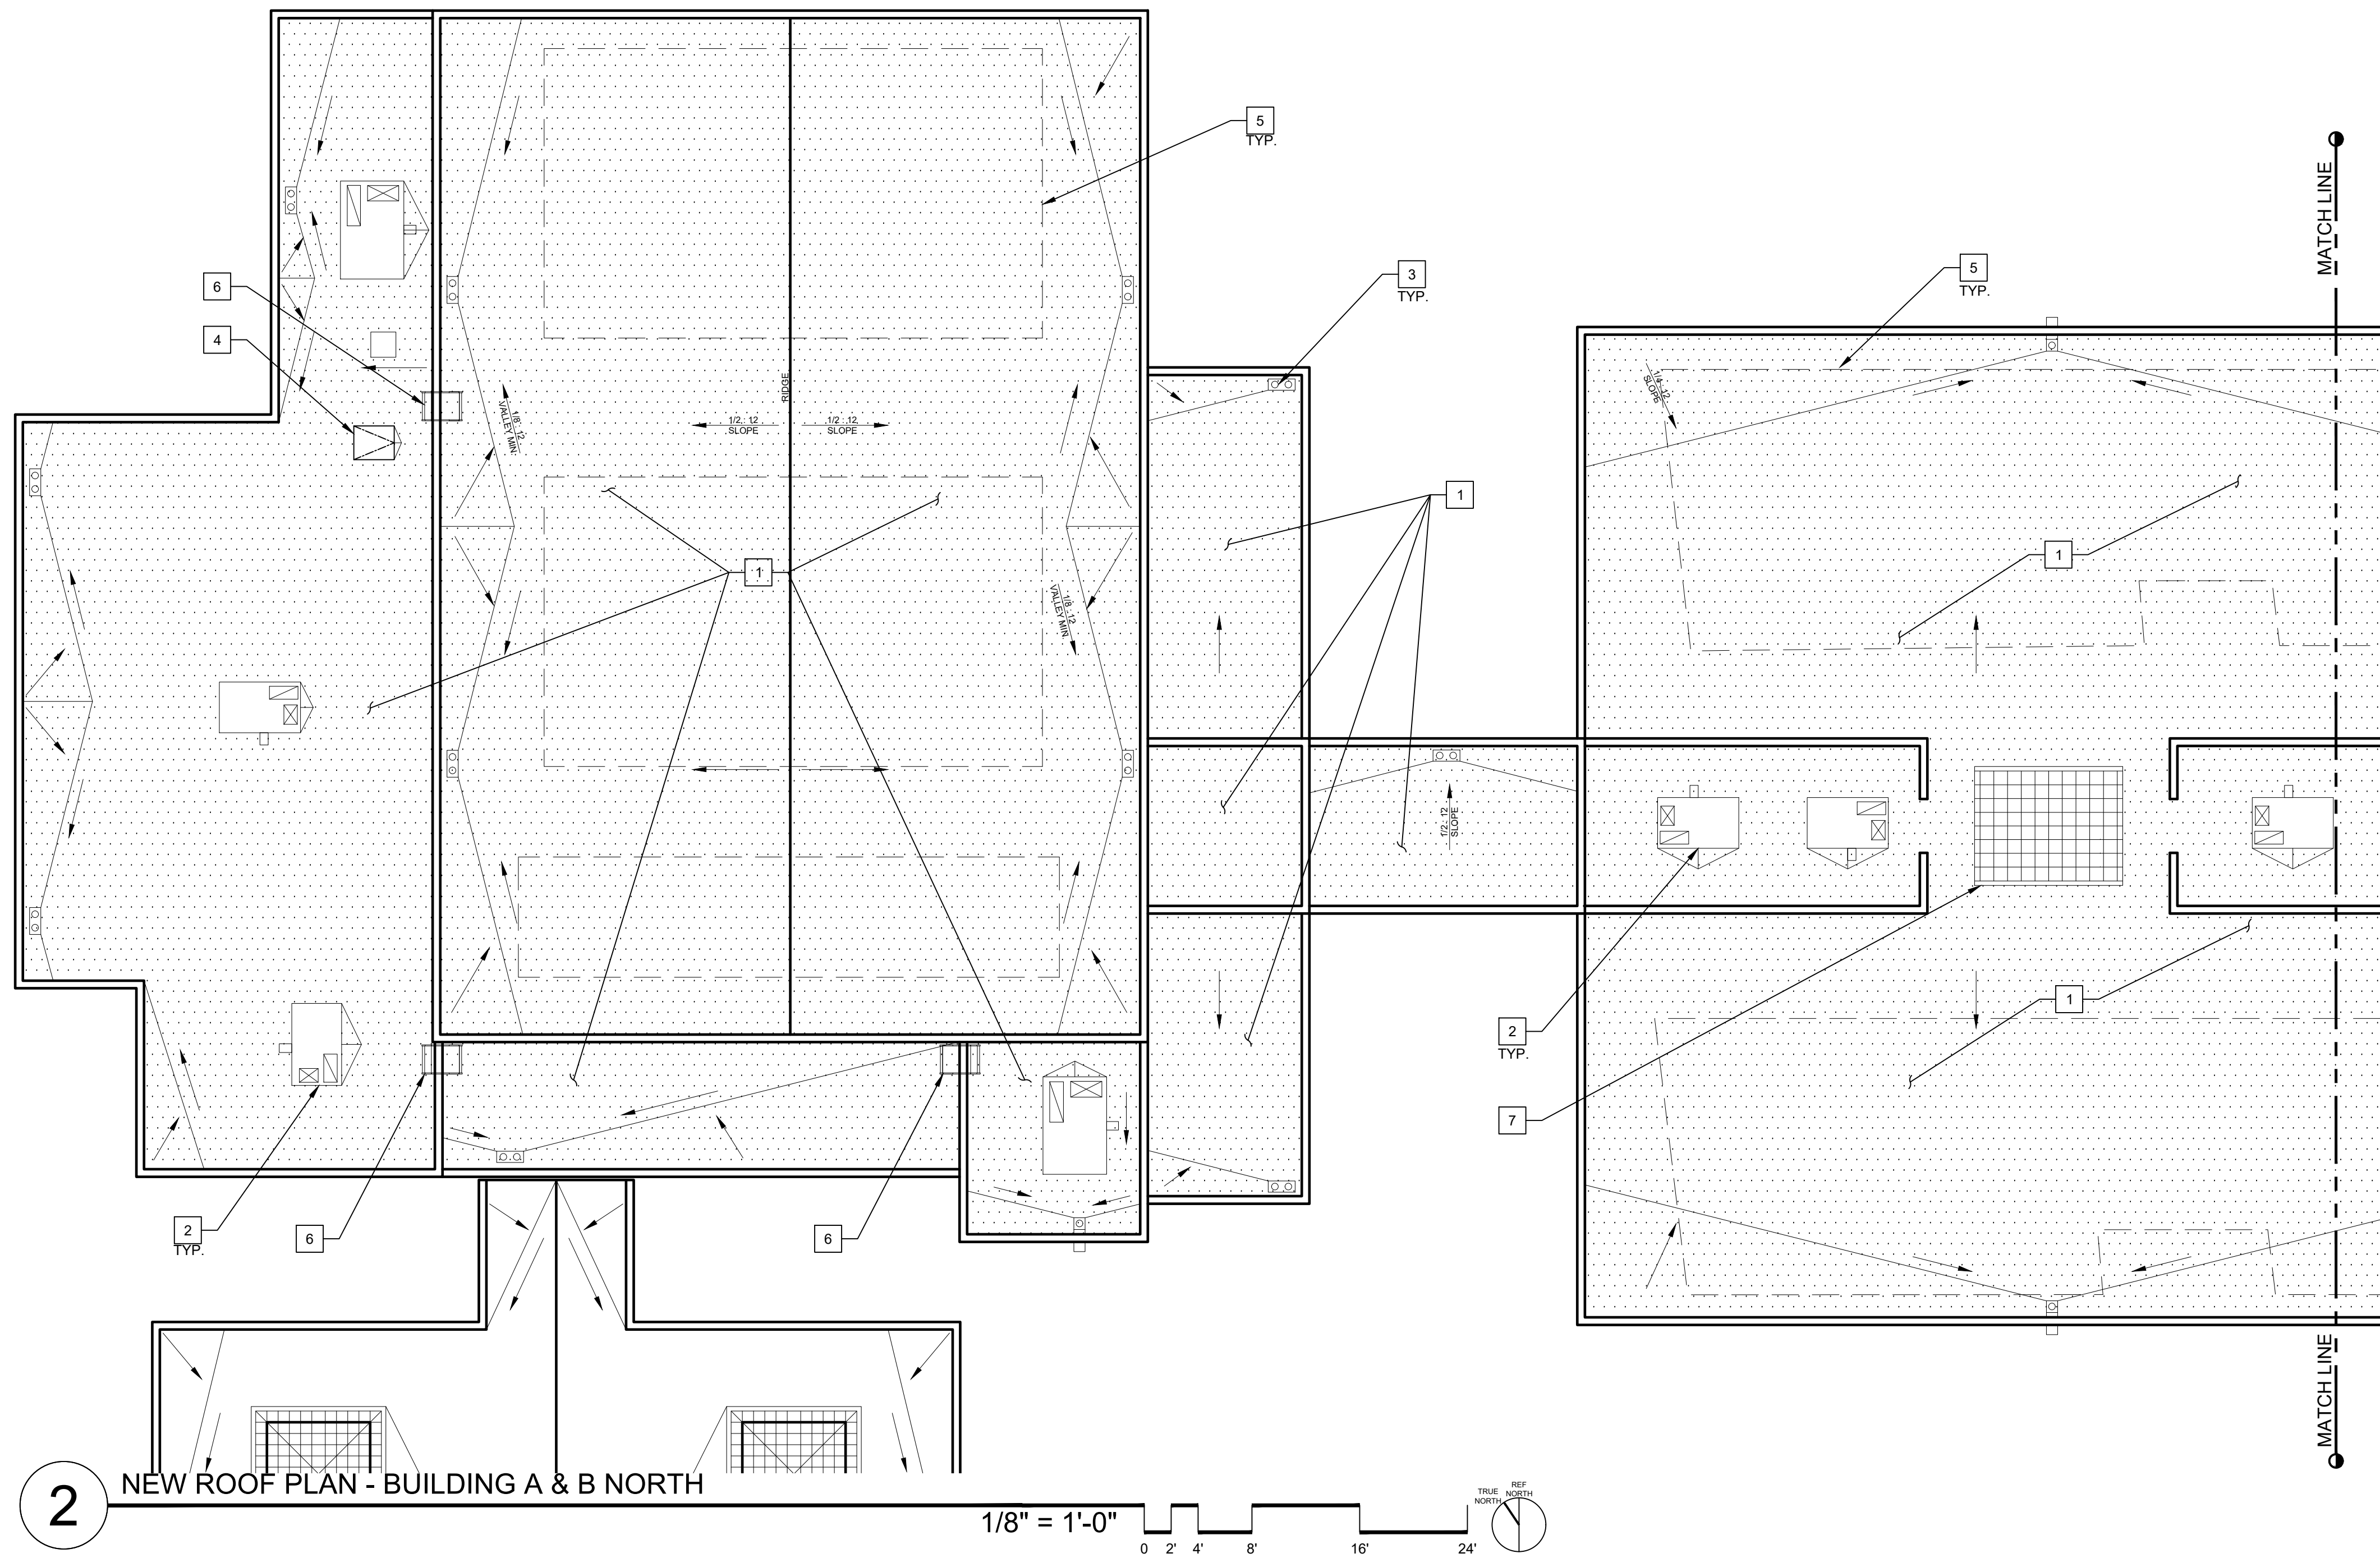 5
TYP.
MATCH LINE
3
TYP.
5
TYP.
6
4
RIDGE
1/4 : 12
SLOPE
1/8 : 12
VALLEY MIN.
1/2 : 12
SLOPE
1/2 : 12
SLOPE
1
1
1
1/8 : 12
VALLEY MIN.
1/2 : 12
SLOPE
1
2
TYP.
7
2
TYP.
6
6
MATCH LINE
2
NEW ROOF PLAN - BUILDING A & B NORTH
1/8" = 1'-0"
0 2' 4' 8' 16' 24'
TRUE
NORTH
REF
NORTH